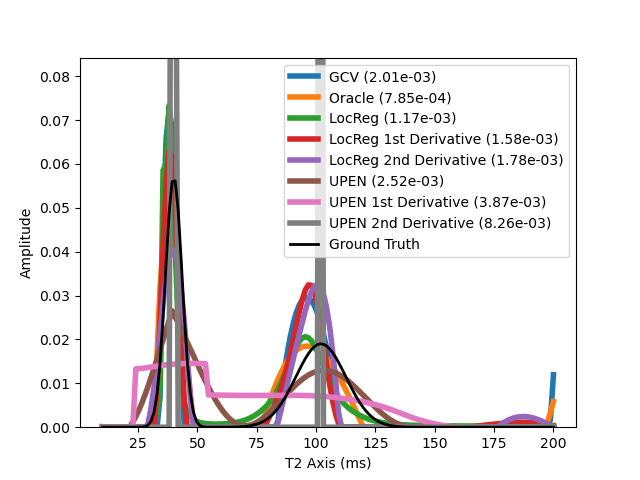 GCV (2.01e-03)
Oracle (7.85e-04)
LocReg (1.17e-03)
LocReg 1st Derivative (1.58e-03)
LocReg 2nd Derivative (1.78e-03)
UPEN (2.52e-03)
UPEN 1st Derivative (3.87e-03)
UPEN 2nd Derivative (8.26e-03)
Ground Truth
Amplitude
0.08
0.07
0.06
0.05
0.04
0.03
0.02
0.01
0.00
25 50 75 100 125 150 175 200
T2 Axis (ms)